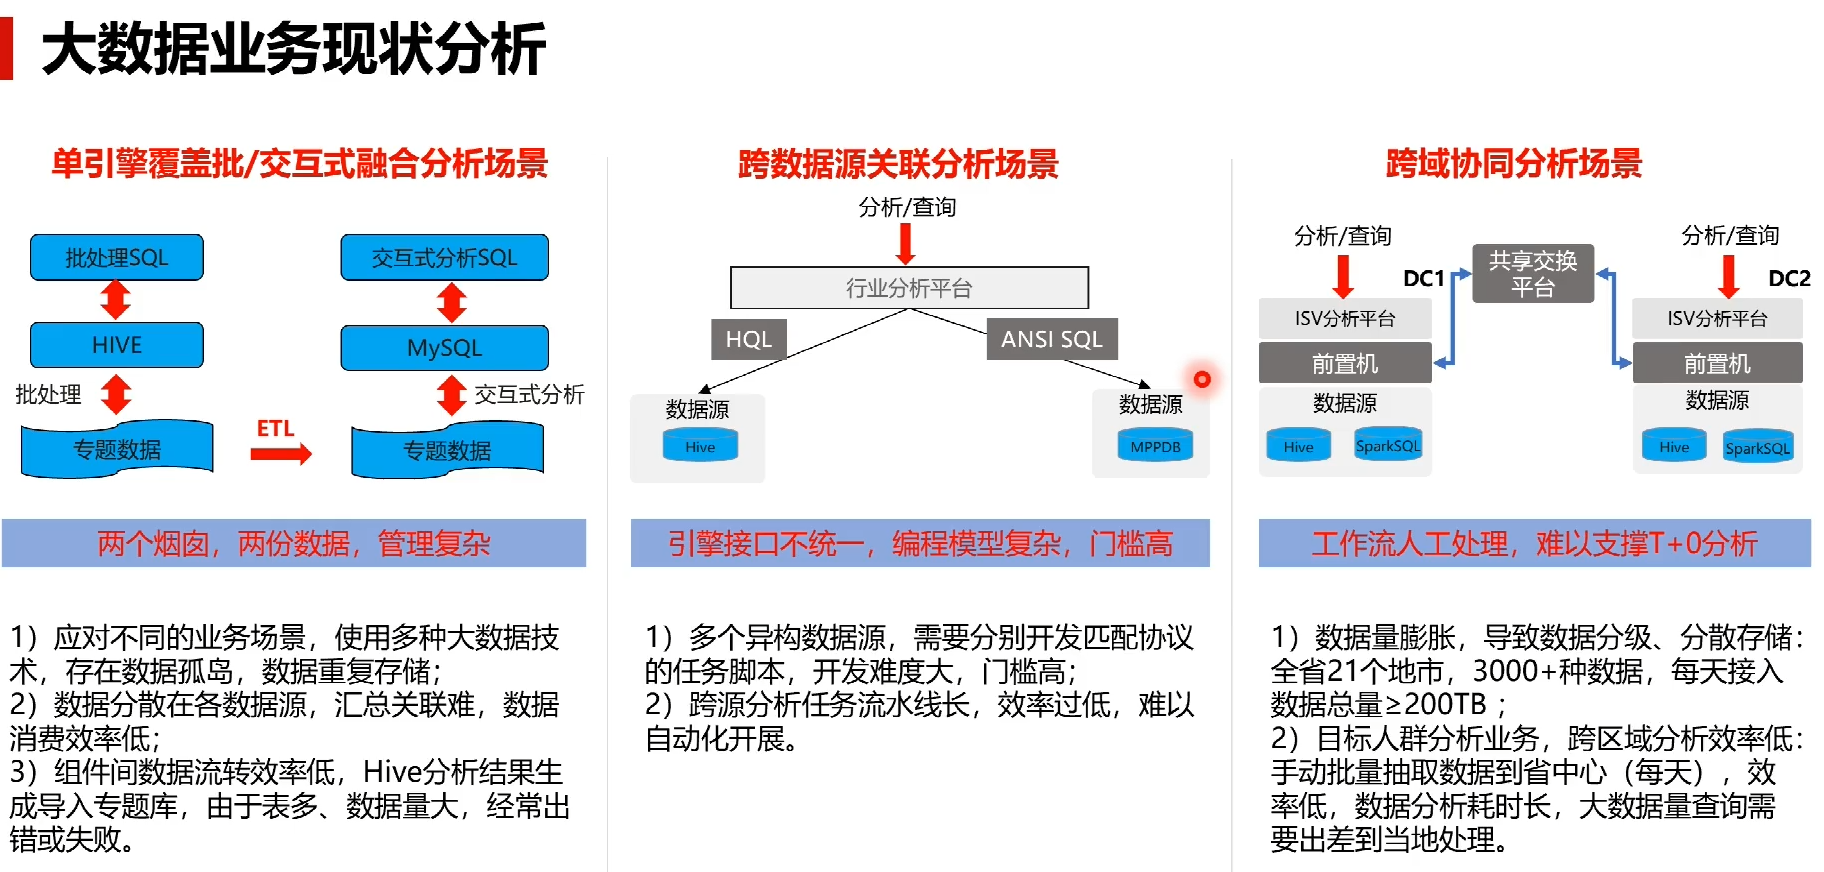 大数据业务现状分析
单引擎覆盖批/交互式融合分析场景
批处理SQL
交互式分析SQL
HIVE
MySQL
批处理
交互式分析
ETL
专题数据
专题数据
两个烟囱，两份数据，管理复杂
1）应对不同的业务场景，使用多种大数据技
术，存在数据孤岛，数据重复存储；
2）数据分散在各数据源，汇总关联难，数据
消费效率低；
3）组件间数据流转效率低，Hive分析结果生
成导入专题库，由于表多、数据量大，经常出
错或失败。
跨数据源关联分析场景
分析/查询
行业分析平台
HQL
ANSI SQL
数据源
Hive
数据源
MPPDB
引擎接口不统一，编程模型复杂，门槛高
1）多个异构数据源，需要分别开发匹配协议
的任务脚本，开发难度大，门槛高；
2）跨源分析任务流水线长，效率过低，难以
自动化开展。
跨域协同分析场景
分析/查询
DC1
共享交换
平台
分析/查询
DC2
ISV分析平台
前置机
数据源
Hive
SparkSQL
ISV分析平台
前置机
数据源
Hive
SparkSQL
工作流人工处理，难以支撑T+0分析
1）数据量膨胀，导致数据分级、分散存储：
全省21个地市，3000+种数据，每天接入
数据总量≥200TB；
2）目标人群分析业务，跨区域分析效率低：
手动批量抽取数据到省中心（每天），效
率低，数据分析耗时长，大数据量查询需
要出差到当地处理。